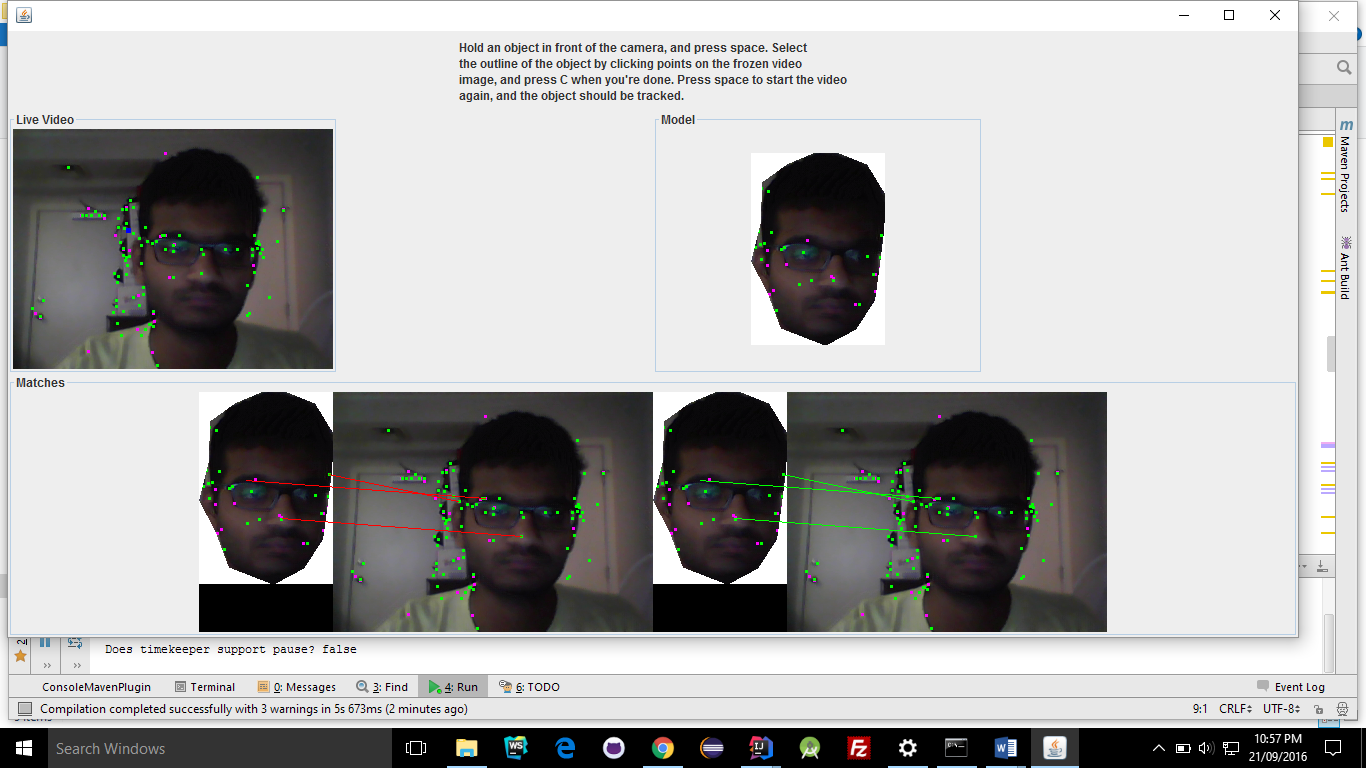 Hold an object in front of the camera, and press space. Select
the outline of the object by clicking points on the frozen video
image, and press C when you're done. Press space to start the video
again, and the object should be tracked.
Live Video
Model
Matches
Maven Projects
Ant Build
Does timekeeper support pause? false
ConsoleMavenPlugin
Terminal
0: Messages
3: Find
4: Run
6: TODO
Event Log
Compilation completed successfully with 3 warnings in 5s 673ms (2 minutes ago)
9:1
CRLF
UTF-8
Search Windows
10:57 PM
21/09/2016